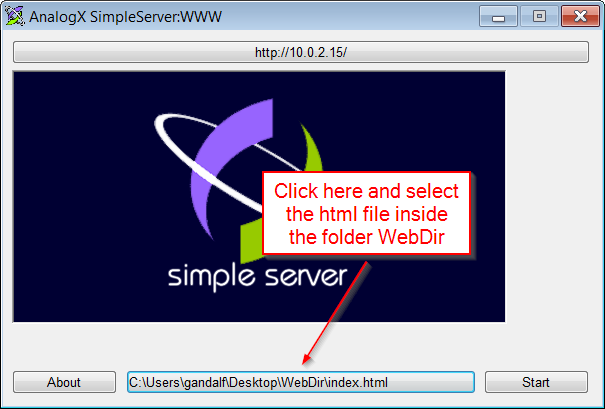 AnalogX SimpleServer:WWW
http://10.0.2.15/
Click here and select
the html file inside
the folder WebDir
simple server
About
C:\Users\gandalf\Desktop\WebDir\index.html
Start